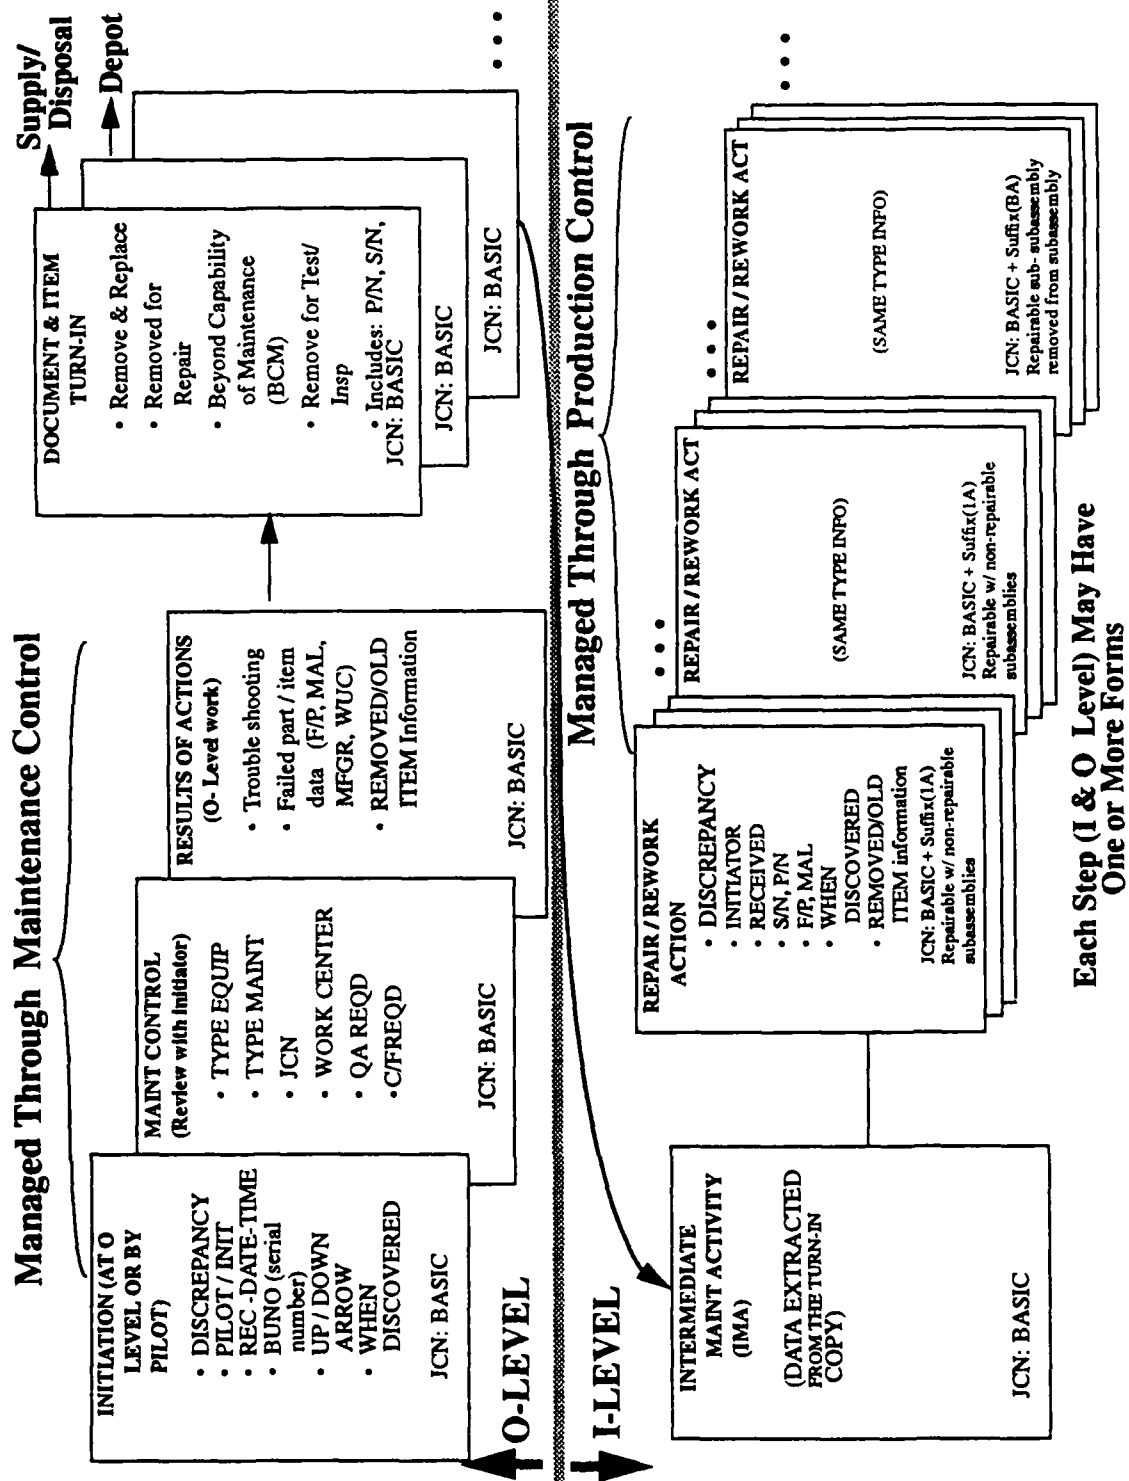 Managed Through Maintenance Control
INITIATION (AT O
LEVEL OR BY
PILOT)
• DISCREPANCY
• PILOT / INIT
• REC -DATE-TIME
• BUNO (serial
number)
• UP / DOWN
ARROW
• WHEN
DISCOVERED
JCN: BASIC
MAINT CONTROL
(Review with initiator)
• TYPE EQUIP
• TYPE MAINT
• JCN
• WORK CENTER
• QA REQD
• C/FREQD
JCN: BASIC
RESULTS OF ACTIONS
(O- Level work)
• Trouble shooting
• Failed part / item
data (F/P, MAL,
MFGR, WUC)
• REMOVED/OLD
ITEM Information
JCN: BASIC
DOCUMENT & ITEM
TURN-IN
• Remove & Replace
• Removed for
Repair
• Beyond Capability
of Maintenance
(BCM)
• Remove for Test/
Insp
• Includes: P/N, S/N,
JCN: BASIC
JCN: BASIC
JCN: BASIC
Supply/
Disposal
Depot
• • •
O-LEVEL
I-LEVEL
Managed Through Production Control
INTERMEDIATE
MAINT ACTIVITY
(IMA)
(DATA EXTRACTED
FROM THE TURN-IN
COPY)
JCN: BASIC
REPAIR / REWORK
ACTION
• DISCREPANCY
• INITIATOR
• RECEIVED
• S/N, P/N
• F/P, MAL
• WHEN
DISCOVERED
• REMOVED/OLD
ITEM information
JCN: BASIC + Suffix(1A)
Repairable w/ non-repairable
subassemblies
• • •
REPAIR / REWORK ACT
(SAME TYPE INFO)
JCN: BASIC + Suffix(1A)
Repairable w/ non-repairable
subassemblies
• • •
REPAIR / REWORK ACT
(SAME TYPE INFO)
JCN: BASIC + Suffix(BA)
Repairable sub- subassembly
removed from subassembly
• • •
Each Step (I & O Level) May Have
One or More Forms